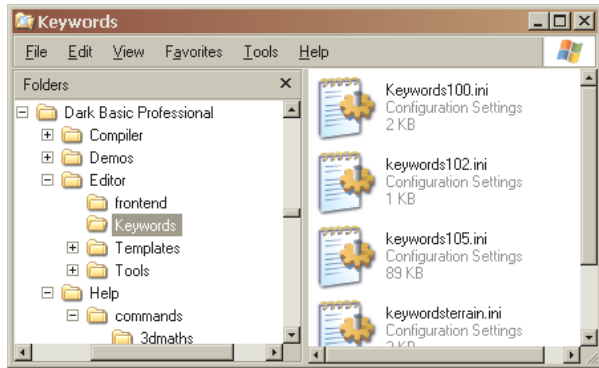 Keywords
File Edit View Favorites Tools Help
Folders
Dark Basic Professional
Compiler
Demos
Editor
frontend
Keywords
Templates
Tools
Help
commands
3dmaths
Keywords100.ini
Configuration Settings
2 KB
keywords102.ini
Configuration Settings
1 KB
keywords105.ini
Configuration Settings
89 KB
keywordsterrain.ini
Configuration Settings